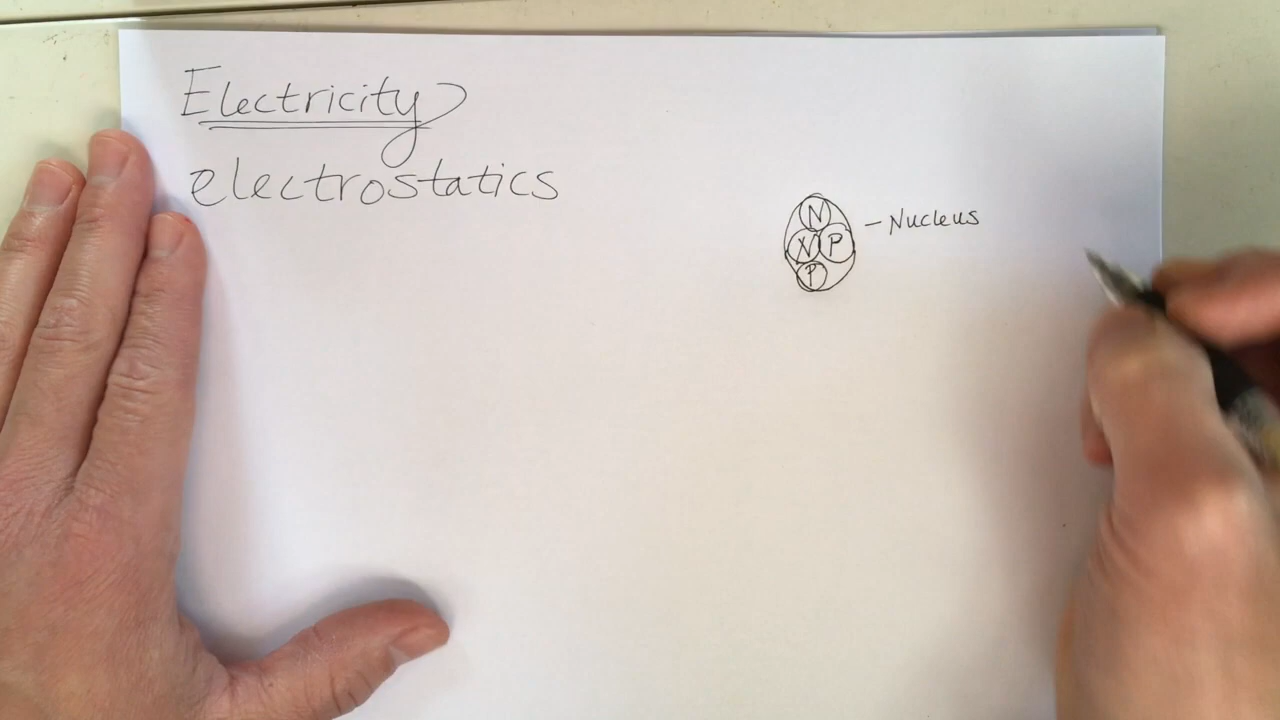 Electricity
electrostatics
N
- Nucleus
N P
P